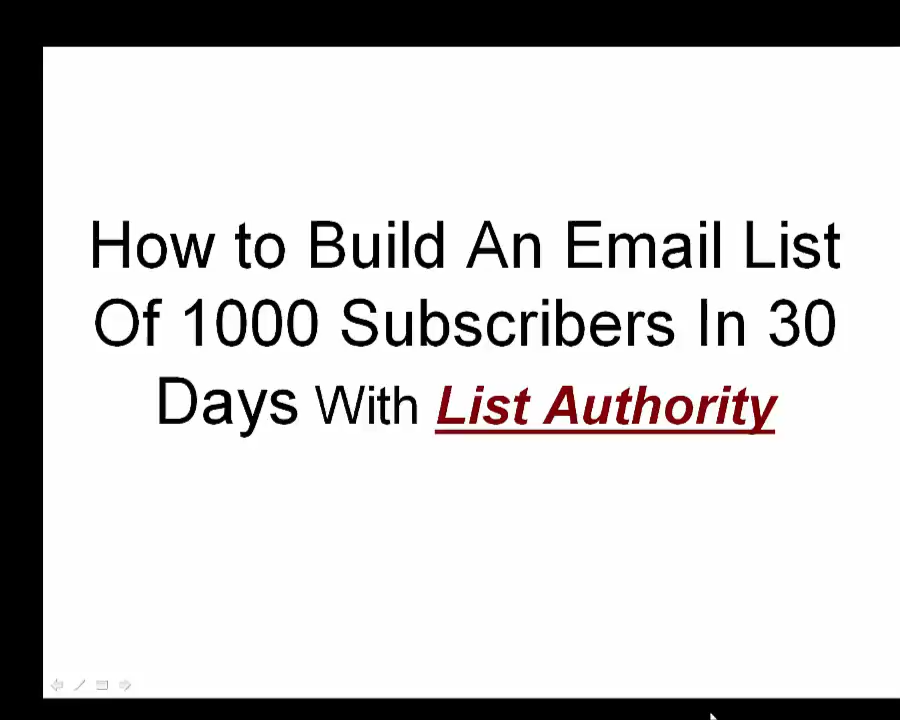 How to Build An Email List
Of 1000 Subscribers In 30
Days With List Authority